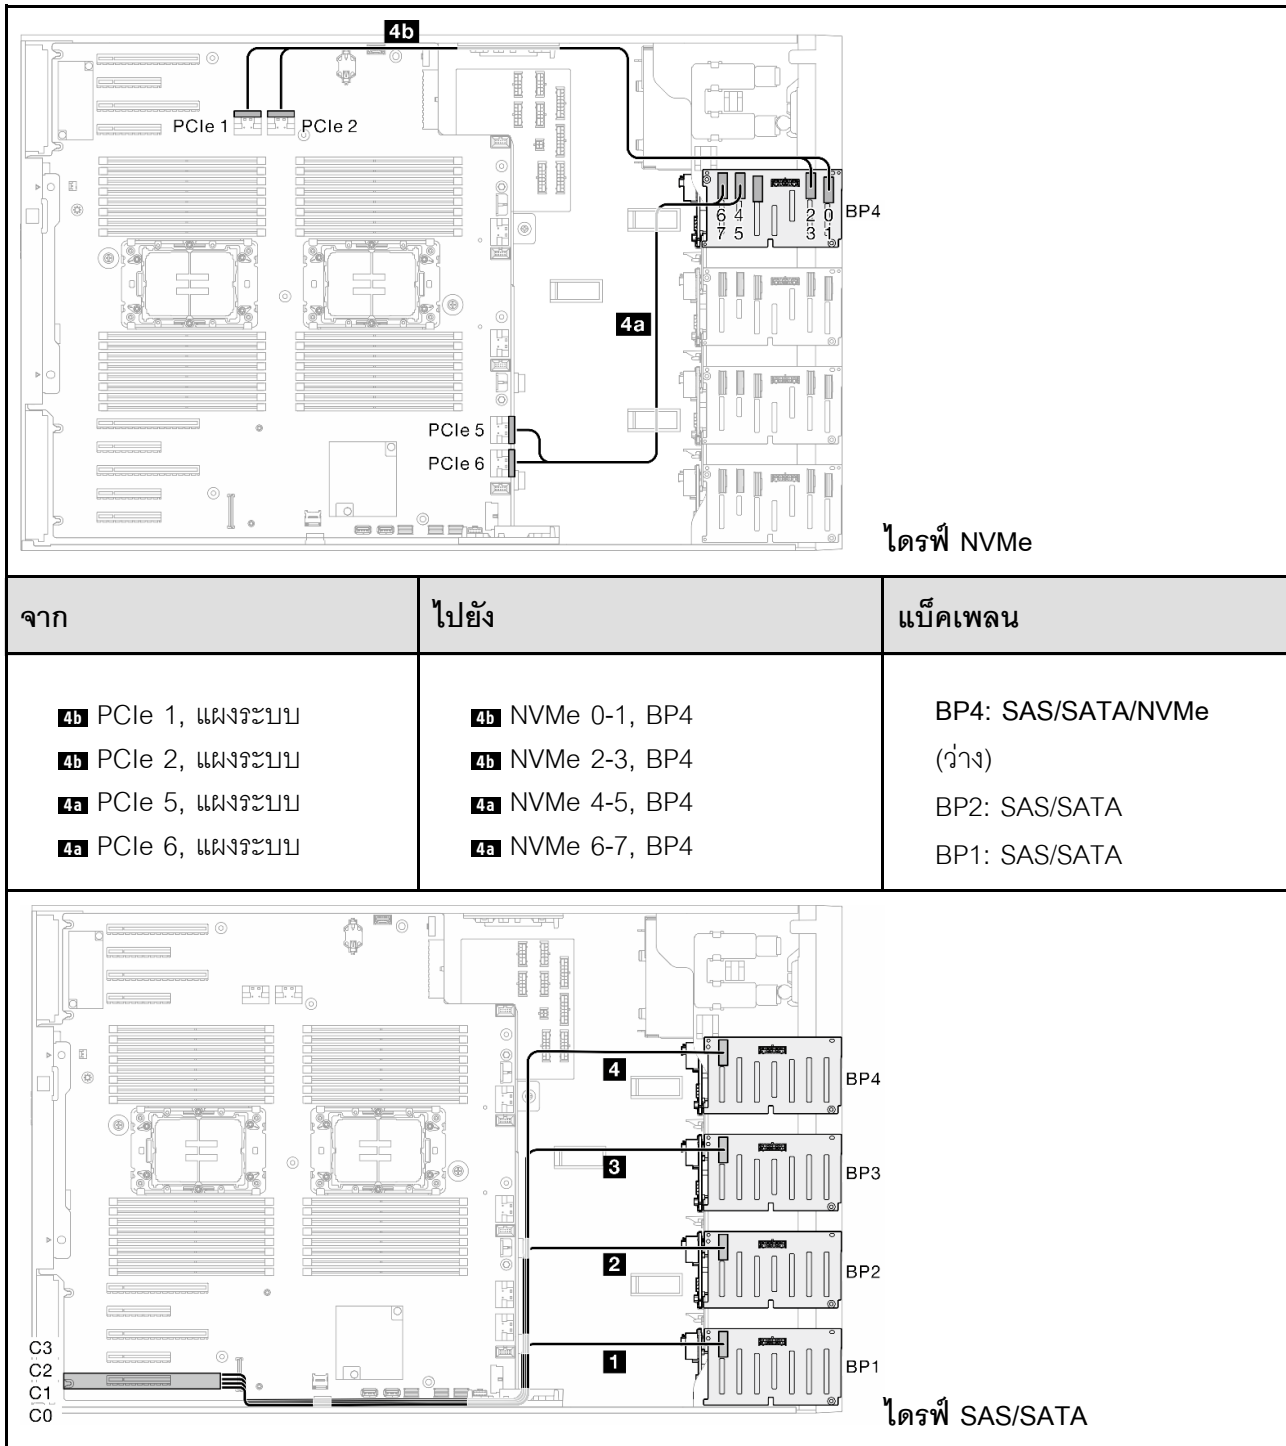 4b
PCIe 1
PCIe 2
6 4 2 0
7 5 3 1
BP4
4a
PCIe 5
PCIe 6
ไดรฟ์ NVMe
จาก
ไปยัง
แบ็คเพลน
4b PCIe 1, แผงระบบ
4b PCIe 2, แผงระบบ
4a PCIe 5, แผงระบบ
4a PCIe 6, แผงระบบ
4b NVMe 0-1, BP4
4b NVMe 2-3, BP4
4a NVMe 4-5, BP4
4a NVMe 6-7, BP4
BP4: SAS/SATA/NVMe
(ว่าง)
BP2: SAS/SATA
BP1: SAS/SATA
4
BP4
3
BP3
2
BP2
1
BP1
C3
C2
C1
C0
ไดรฟ์ SAS/SATA